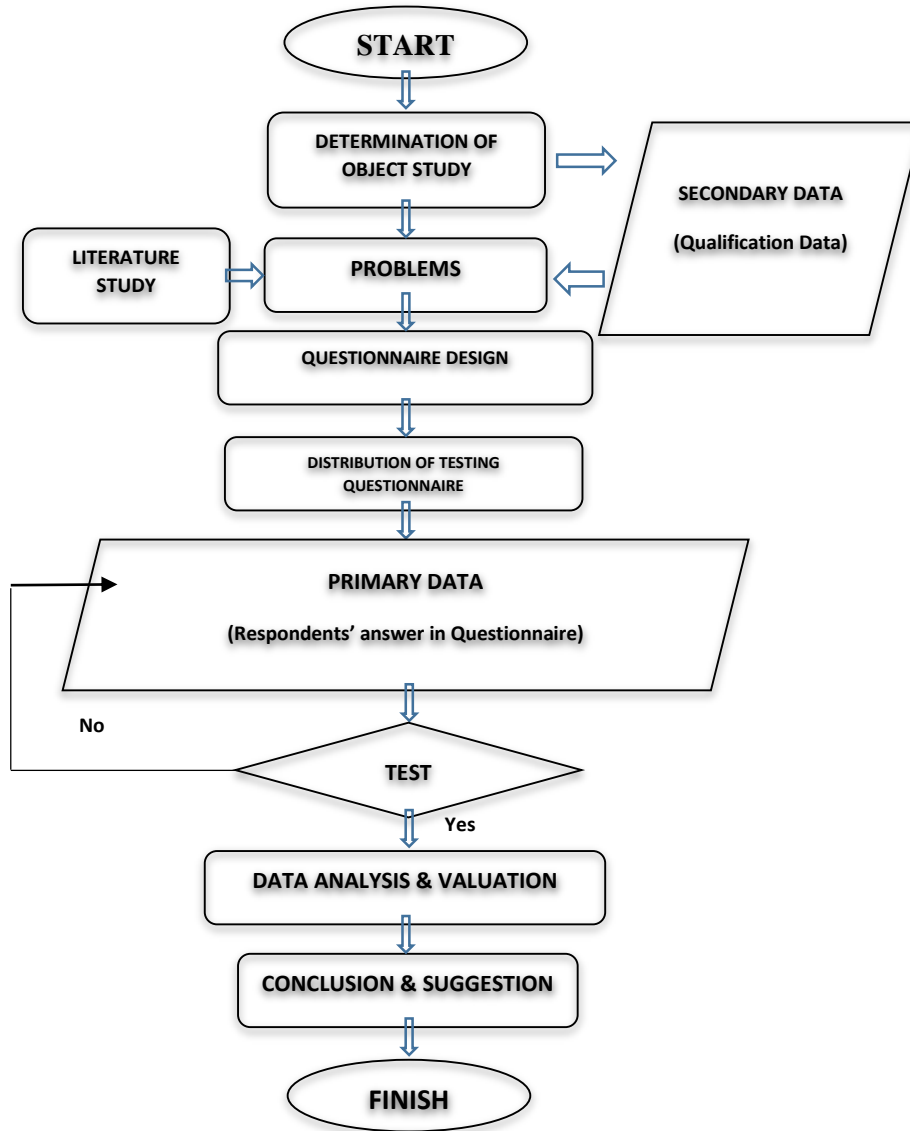 START
DETERMINATION OF
OBJECT STUDY
SECONDARY DATA
(Qualification Data)
LITERATURE
STUDY
PROBLEMS
QUESTIONNAIRE DESIGN
DISTRIBUTION OF TESTING
QUESTIONNAIRE
PRIMARY DATA
(Respondents’ answer in Questionnaire)
No
TEST
Yes
DATA ANALYSIS & VALUATION
CONCLUSION & SUGGESTION
FINISH